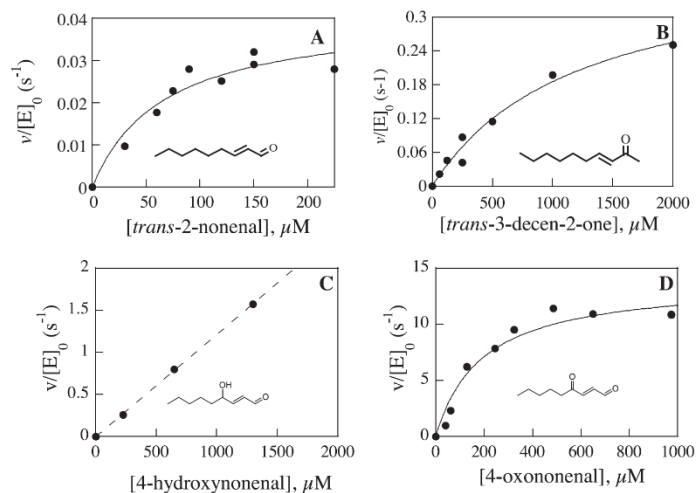 0.04
0.03
0.02
0.01
0
0 50 100 150 200
v/[E]0 (s-1)
[trans-2-nonenal], µM
A
O
0.3
0.24
0.18
0.12
0.06
0
0 500 1000 1500 2000
v/[E]0 (s-1)
[trans-3-decen-2-one], µM
B
O
2
1.5
1
0.5
0
0 500 1000 1500 2000
v/[E]0 (s-1)
[4-hydroxynonenal], µM
C
OH
O
15
10
5
0
0 200 400 600 800 1000
v/[E]0 (s-1)
[4-oxononenal], µM
D
O
O